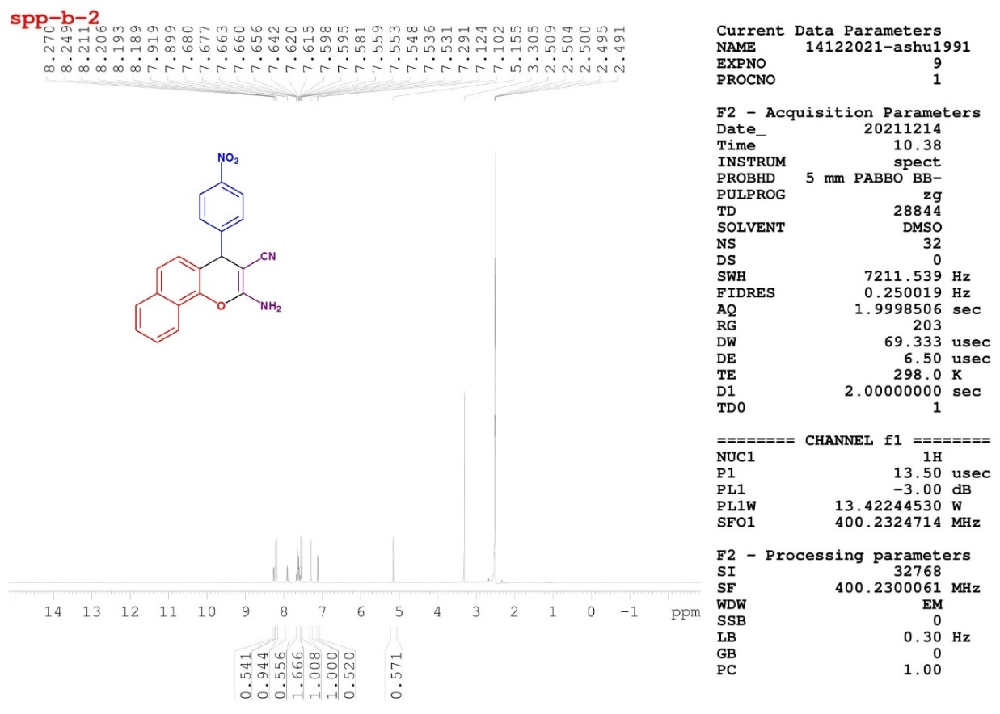 spp-b-2
8.270
8.249
8.211
8.206
8.193
8.189
7.919
7.899
7.680
7.677
7.663
7.660
7.656
7.642
7.620
7.615
7.598
7.595
7.581
7.559
7.553
7.548
7.536
7.531
7.291
7.124
7.102
5.155
3.305
2.509
2.504
2.500
2.495
2.491
NO2
CN
O
NH2
14 13 12 11 10 9 8 7 6 5 4 3 2 1 0 -1 ppm
0.541
0.944
0.556
1.666
1.008
1.000
0.520
0.571
Current Data Parameters
NAME 14122021-ashu1991
EXPNO 9
PROCNO 1
F2 - Acquisition Parameters
Date_ 20211214
Time 10.38
INSTRUM spect
PROBHD 5 mm PABBO BB-
PULPROG zg
TD 28844
SOLVENT DMSO
NS 32
DS 0
SWH 7211.539 Hz
FIDRES 0.250019 Hz
AQ 1.9998506 sec
RG 203
DW 69.333 usec
DE 6.50 usec
TE 298.0 K
D1 2.00000000 sec
TD0 1
======== CHANNEL f1 ========
NUC1 1H
P1 13.50 usec
PL1 -3.00 dB
PL1W 13.42244530 W
SFO1 400.2324714 MHz
F2 - Processing parameters
SI 32768
SF 400.2300061 MHz
WDW EM
SSB 0
LB 0.30 Hz
GB 0
PC 1.00